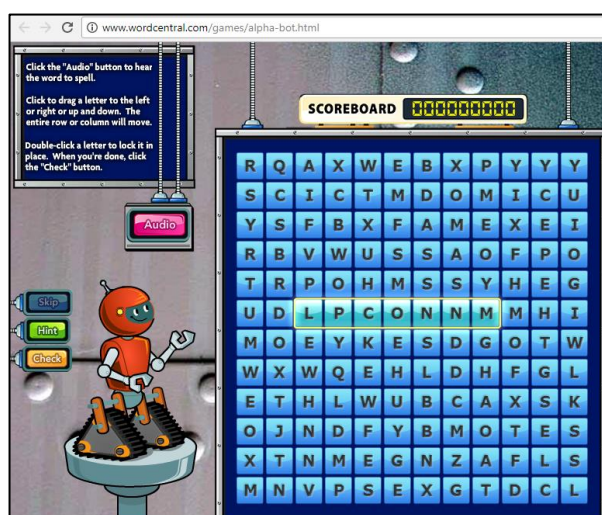 www.wordcentral.com/games/alpha-bot.html
Click the "Audio" button to hear
the word to spell.
Click to drag a letter to the left
or right or up and down. The
entire row or column will move.
Double-click a letter to lock it in
place. When you're done, click
the "Check" button.
SCOREBOARD 000000000
Audio
Skip
Hint
Check
R Q A X W E B X P Y Y Y
S C I C T M D O M I C U
Y S F B X F A M E X E I
R B V W U S S A O F P O
T R P O H M S S Y H E G
U D L P C O N N M M H I
M O E Y K E S D G O T W
W X W Q E H L D H F G L
E T H L W U B C A X S K
O J N D F Y B M O T E S
X T N M E G N Z A F L S
M N V P S E X G T D C L